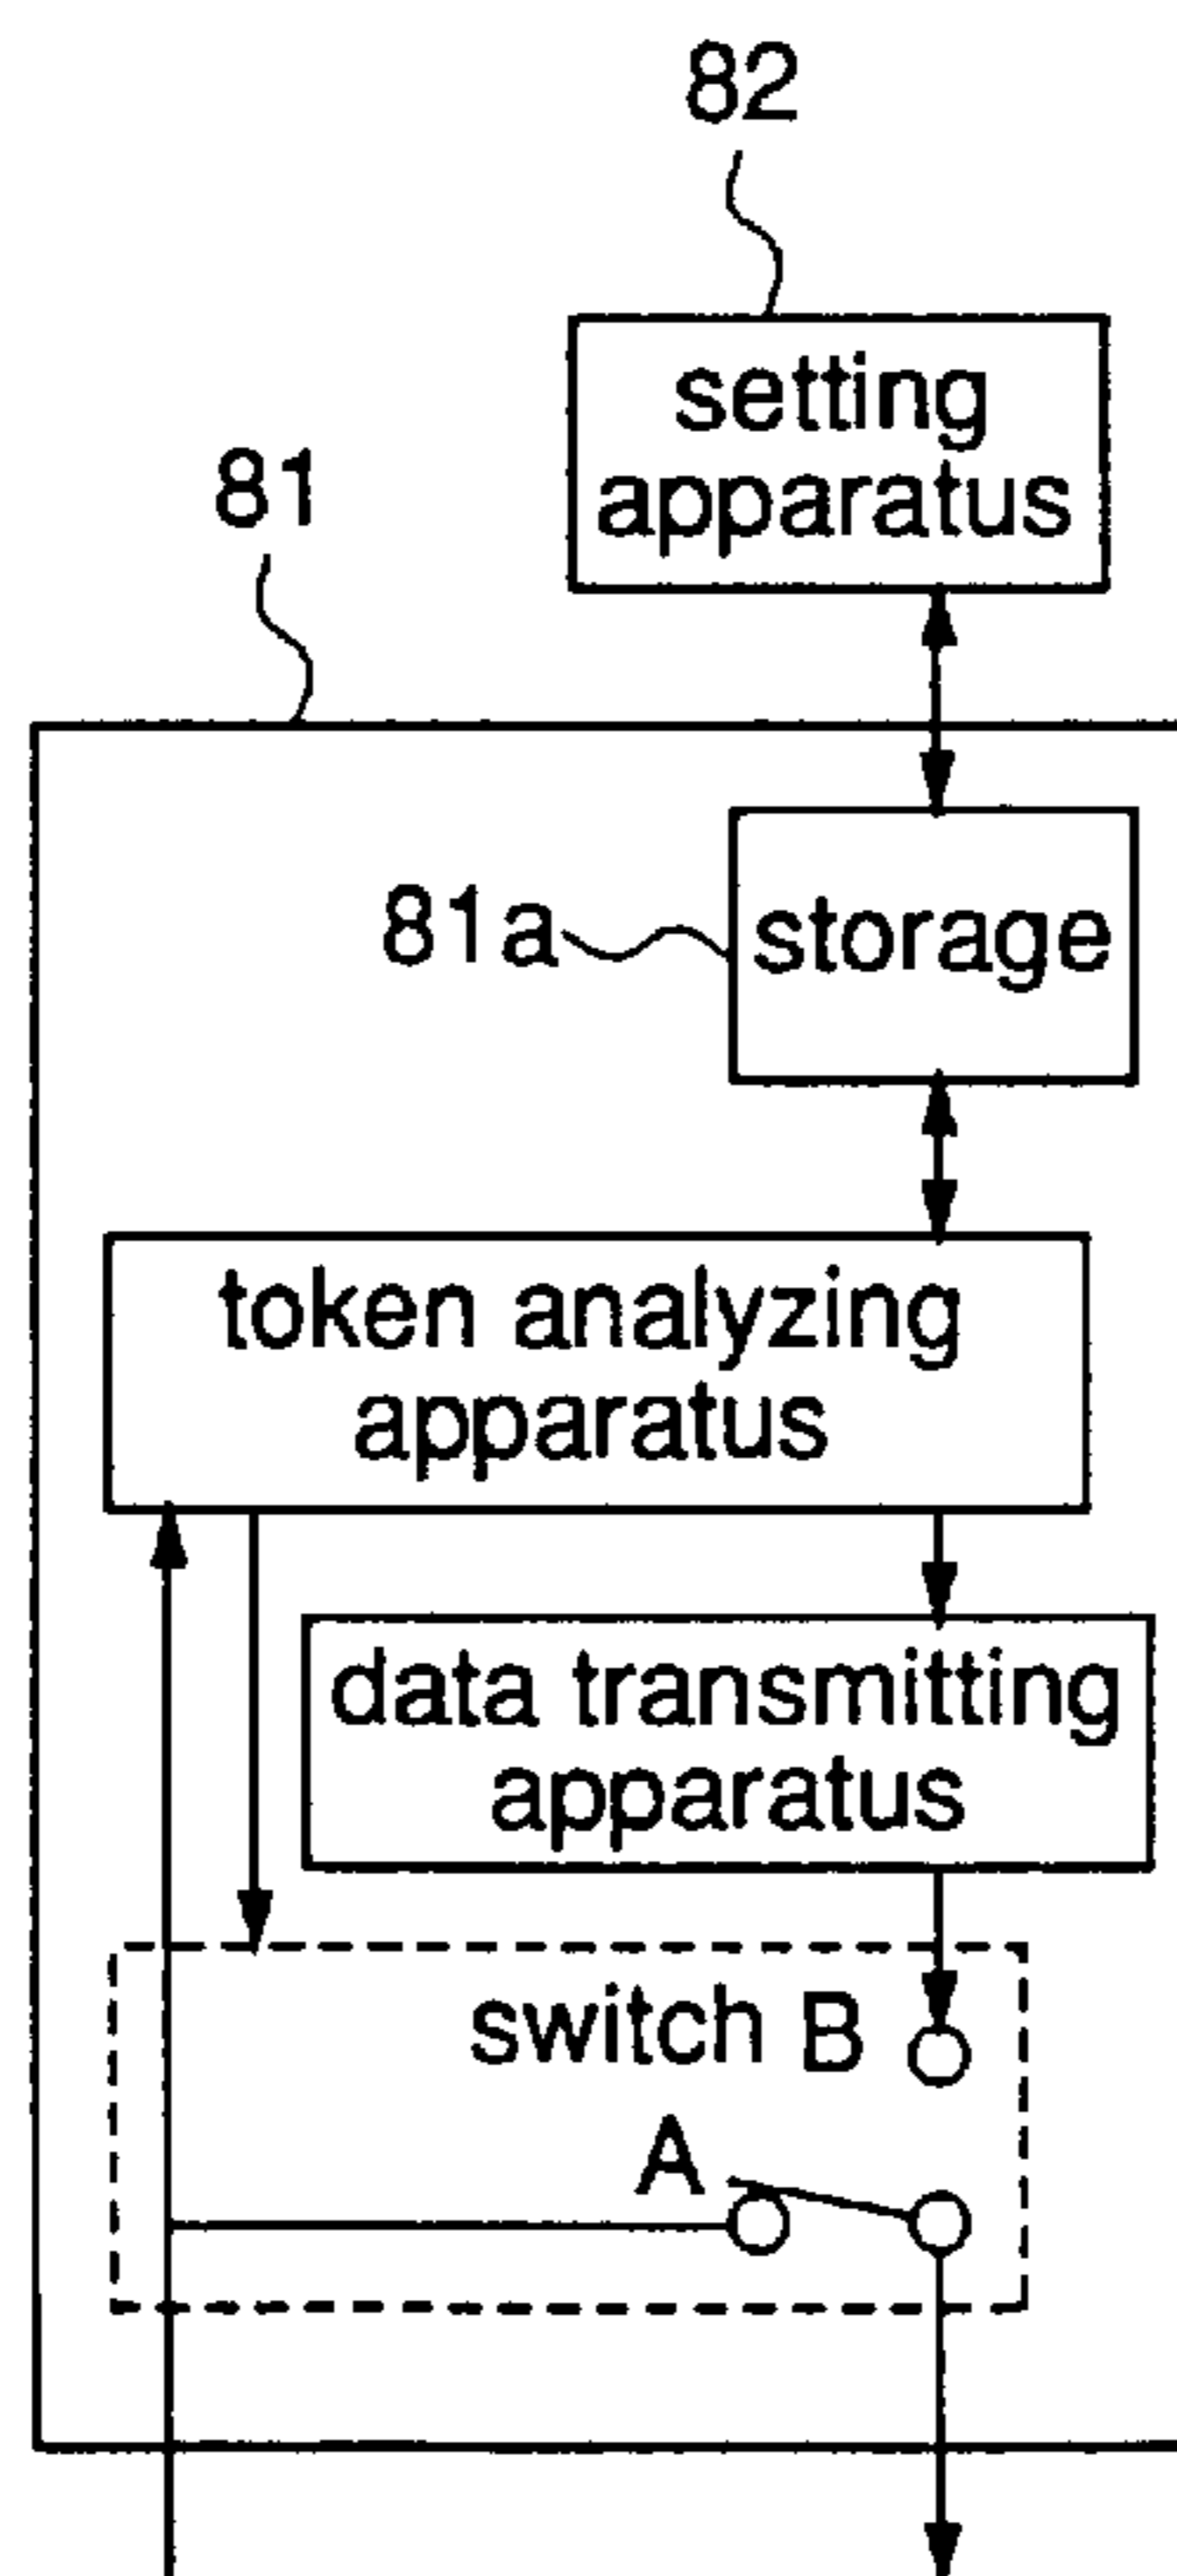 82
setting
apparatus
81
81a
storage
token analyzing
apparatus
data transmitting
apparatus
switch B
A